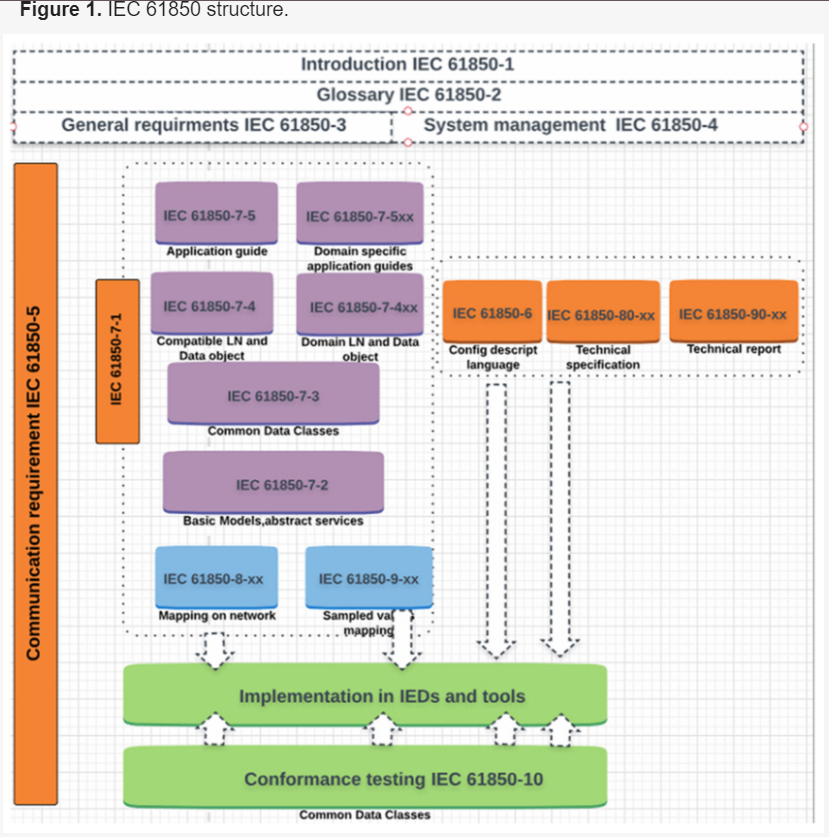 Figure 1. IEC 61850 structure.
Introduction IEC 61850-1
Glossary IEC 61850-2
General requirments IEC 61850-3
System management IEC 61850-4
Communication requirement IEC 61850-5
IEC 61850-7-1
IEC 61850-7-5
Application guide
IEC 61850-7-5xx
Domain specific
application guides
IEC 61850-7-4
Compatible LN and
Data object
IEC 61850-7-4xx
Domain LN and Data
object
IEC 61850-7-3
Common Data Classes
IEC 61850-7-2
Basic Models,abstract services
IEC 61850-8-xx
Mapping on network
IEC 61850-9-xx
Sampled
mapping
IEC 61850-6
Config descript
language
IEC 61850-80-xx
Technical
specification
IEC 61850-90-xx
Technical report
Implementation in IEDs and tools
Conformance testing IEC 61850-10
Common Data Classes